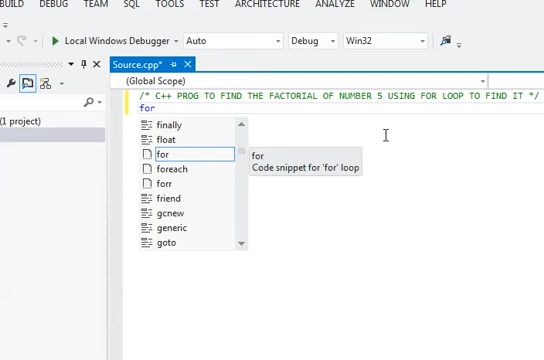 BUILD DEBUG TEAM SQL TOOLS TEST ARCHITECTURE ANALYZE WINDOW HELP
Local Windows Debugger Auto Debug Win32
Source.cpp*
(Global Scope)
(1 project)
/* C++ PROG TO FIND THE FACTORIAL OF NUMBER 5 USING FOR LOOP TO FIND IT */
for
finally
float
for
foreach
forr
friend
gcnew
generic
goto
for
Code snippet for 'for' loop